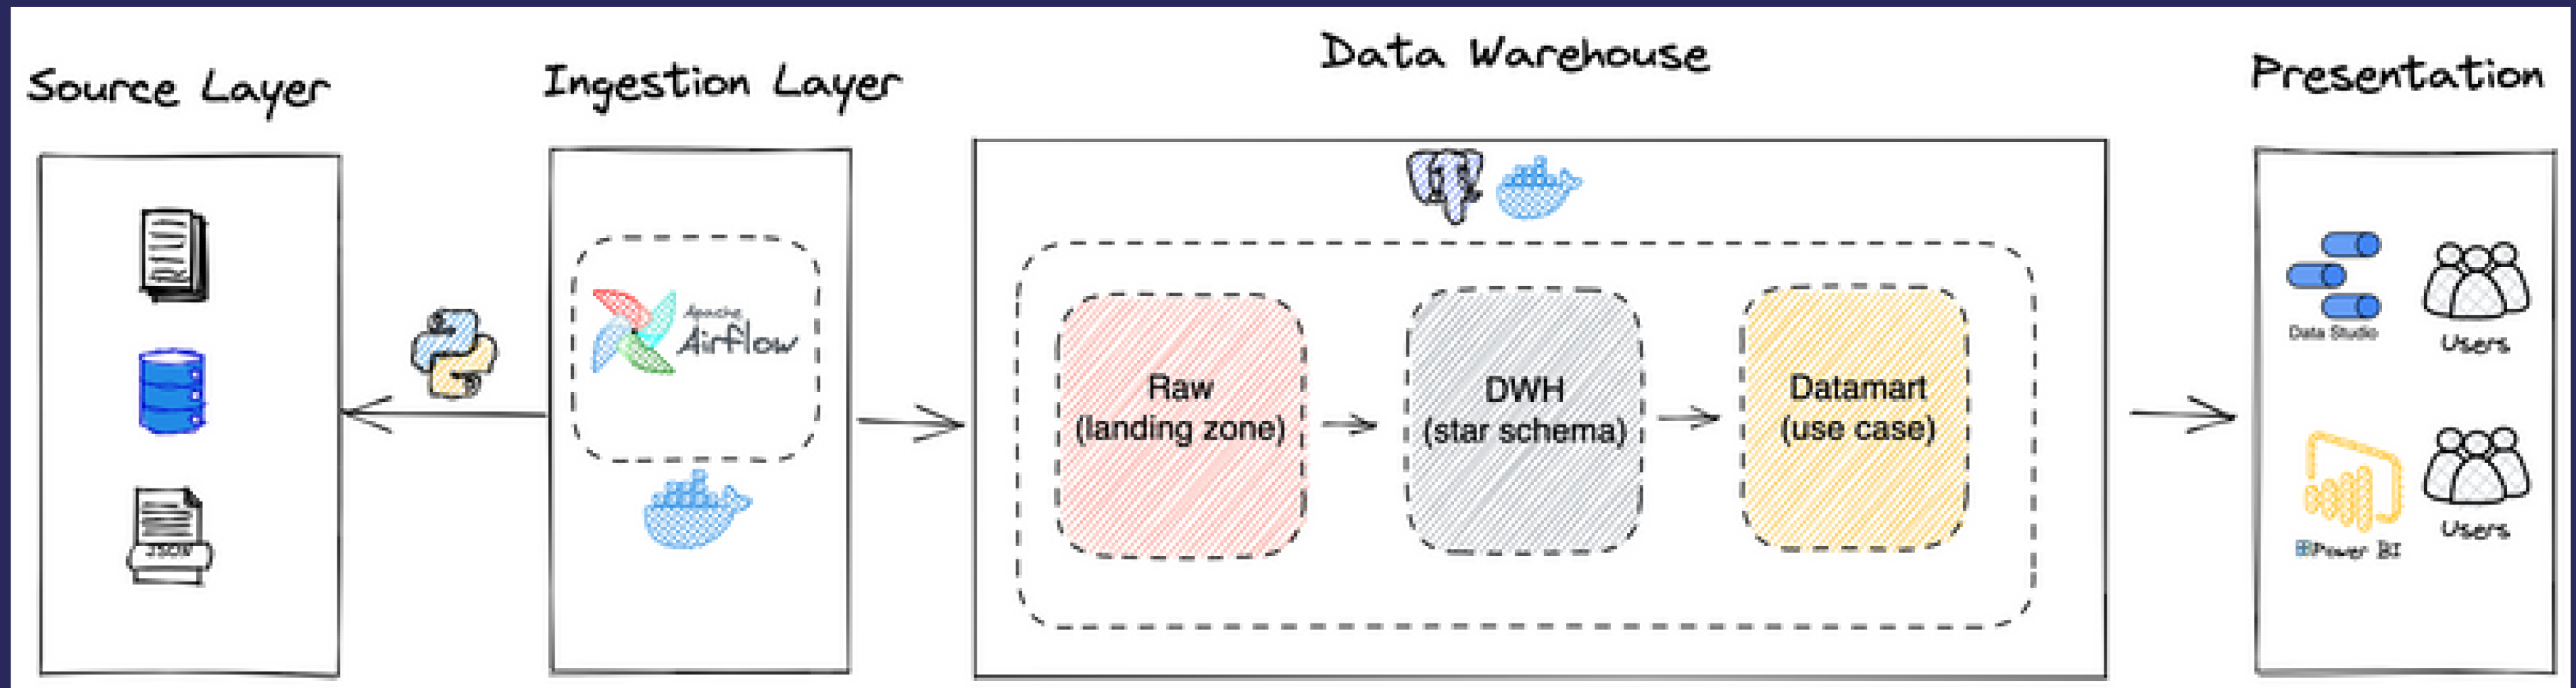 Source Layer
Ingestion Layer
Data Warehouse
Presentation
JSON
Apache
Airflow
Raw
(landing zone)
DWH
(star schema)
Datamart
(use case)
Data Studio
Users
Power BI
Users